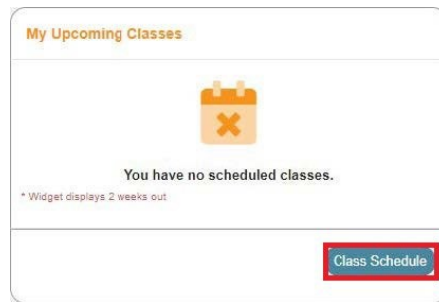 My Upcoming Classes
You have no scheduled classes.
* Widget displays 2 weeks out
Class Schedule